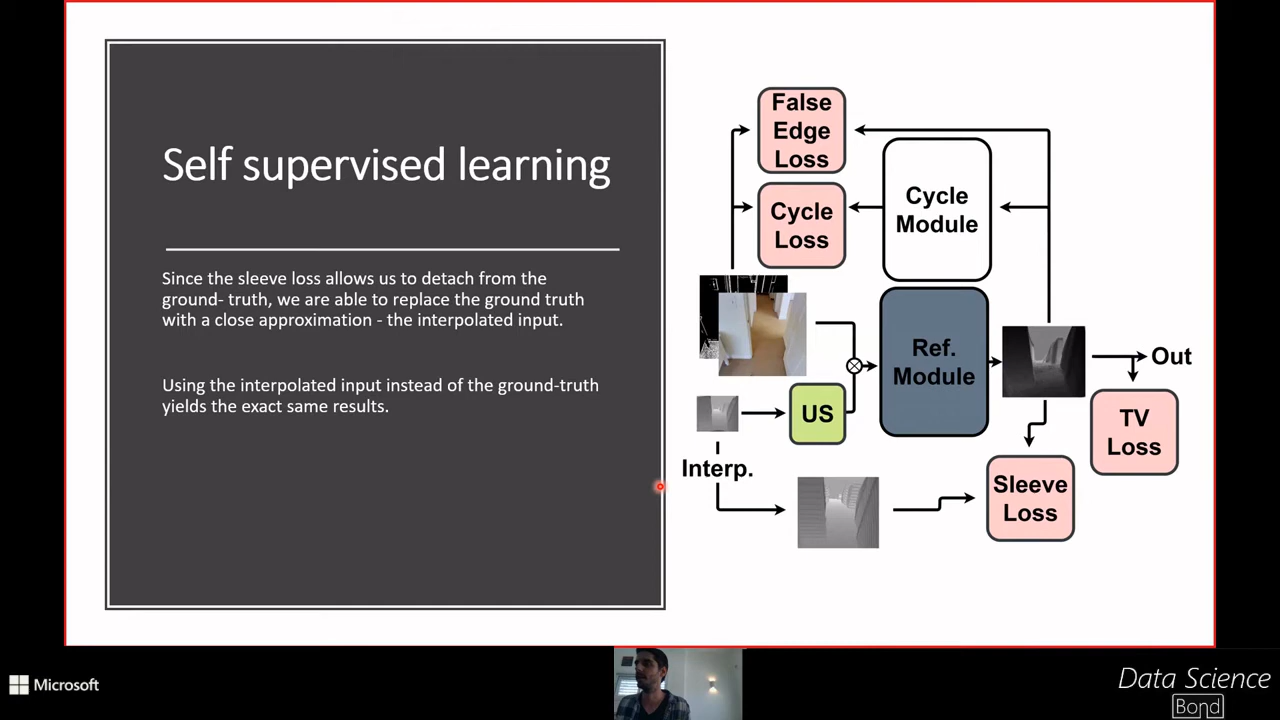 Self supervised learning
Since the sleeve loss allows us to detach from the
ground- truth, we are able to replace the ground truth
with a close approximation - the interpolated input.
Using the interpolated input instead of the ground-truth
yields the exact same results.
False
Edge
Loss
Cycle
Loss
Cycle
Module
Ref.
Module
Out
US
TV
Loss
Interp.
Sleeve
Loss
Microsoft
Data Science
Bond